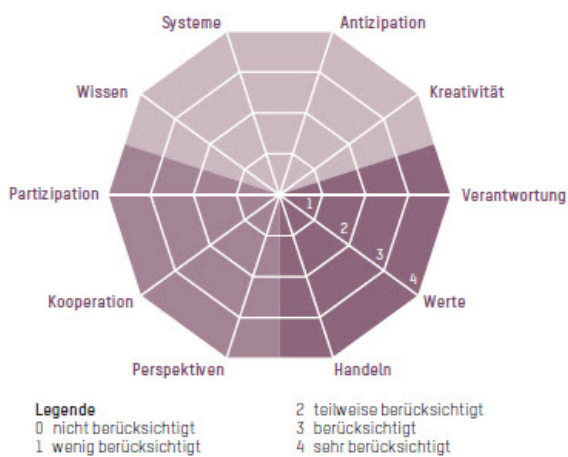 Systeme
Antizipation
Wissen
Kreativität
Partizipation
Verantwortung
1
2
3
4
Kooperation
Werte
Perspektiven
Handeln
Legende
0 nicht berücksichtigt
1 wenig berücksichtigt
2 teilweise berücksichtigt
3 berücksichtigt
4 sehr berücksichtigt